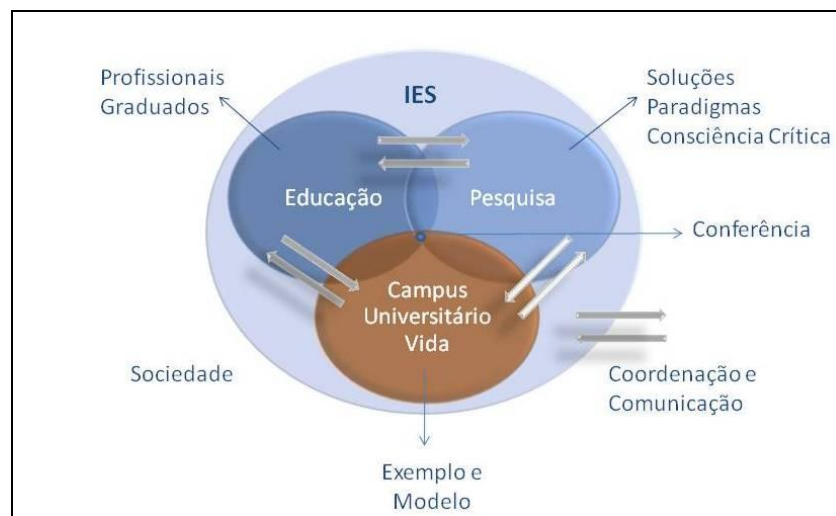 Profissionais
Graduados
IES
Soluções
Paradigmas
Consciência Crítica
Educação
Pesquisa
Conferência
Campus
Universitário
Vida
Sociedade
Coordenação e
Comunicação
Exemplo e
Modelo